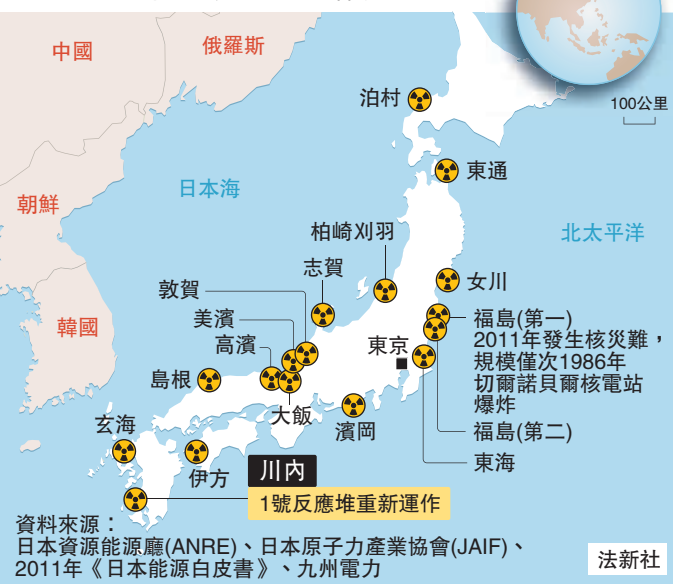 中國
俄羅斯
泊村
100公里
東通
日本海
朝鮮
柏崎刈羽
北太平洋
志賀
女川
敦賀
美濱
福島(第一)
2011年發生核災難，
規模僅次1986年
切爾諾貝爾核電站
爆炸
韓國
高濱
東京
島根
大飯
濱岡
福島(第二)
玄海
東海
伊方
川內
1號反應堆重新運作
資料來源：
日本資源能源廳(ANRE)、日本原子力產業協會(JAIF)、
2011年《日本能源白皮書》、九州電力
法新社